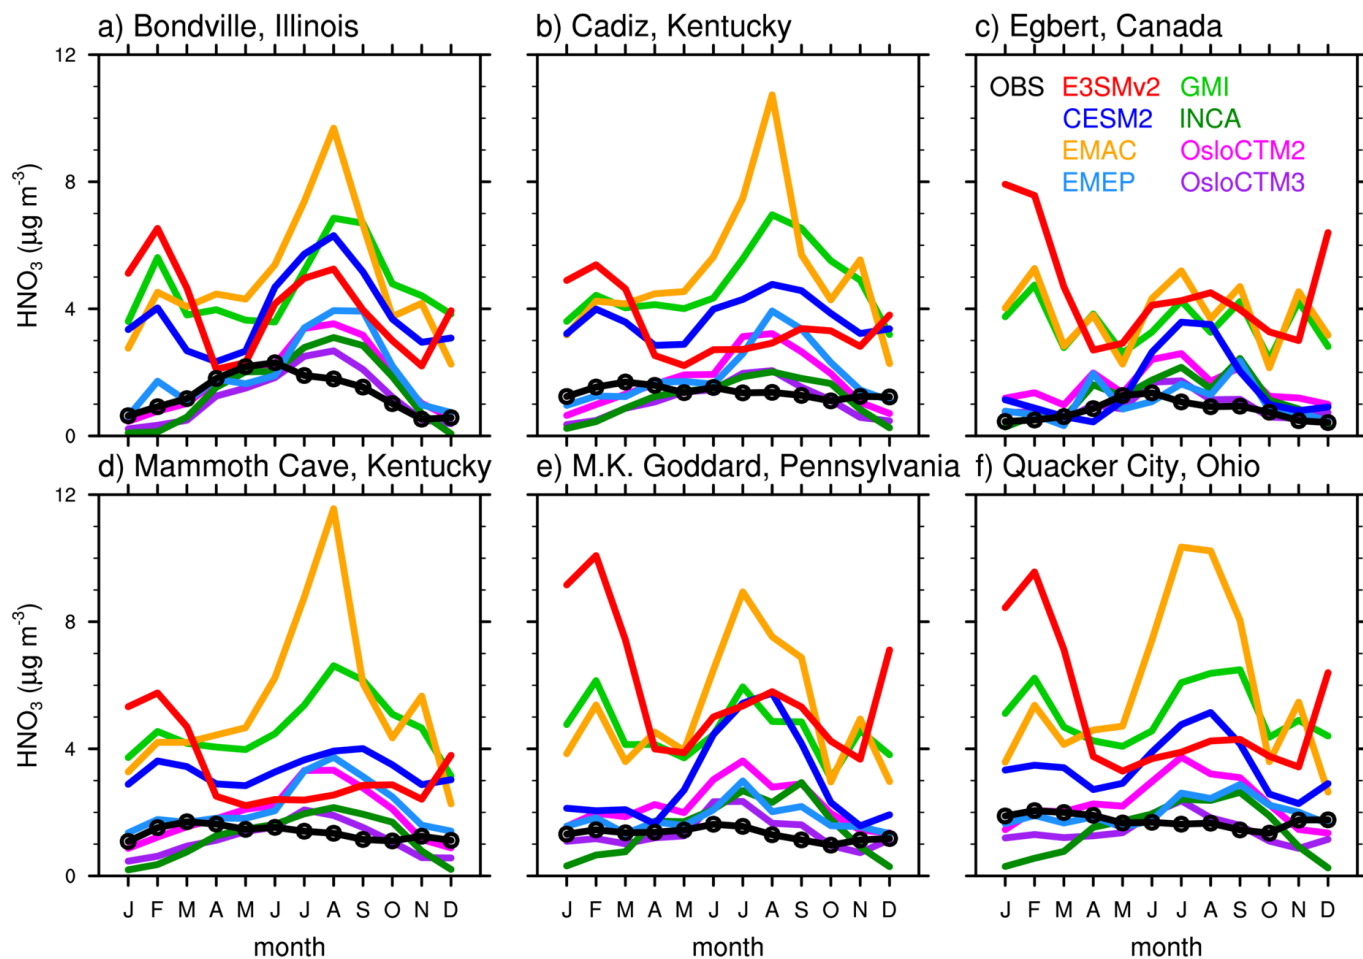 a) Bondville, Illinois
b) Cadiz, Kentucky
c) Egbert, Canada
12
8
4
0
HNO3 (µg m-3)
OBS E3SMv2 GMI
CESM2 INCA
EMAC OsloCTM2
EMEP OsloCTM3
d) Mammoth Cave, Kentucky
e) M.K. Goddard, Pennsylvania
f) Quacker City, Ohio
12
8
4
0
HNO3 (µg m-3)
J F M A M J J A S O N D
J F M A M J J A S O N D
J F M A M J J A S O N D
month
month
month